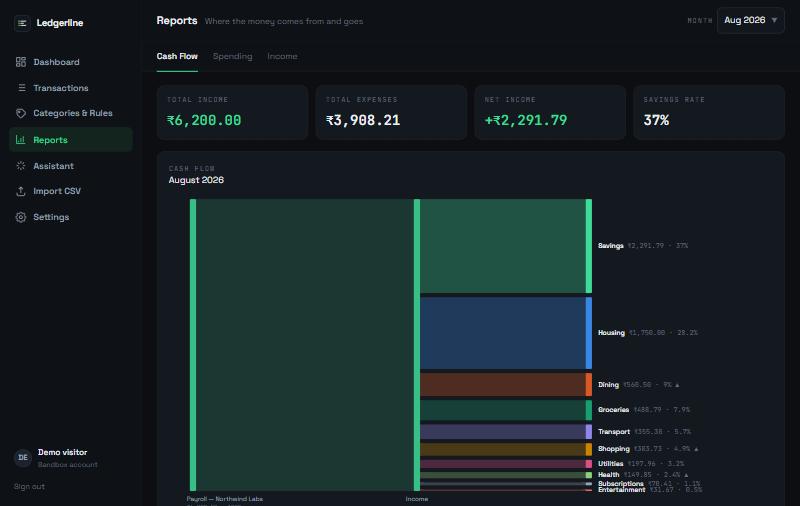 Ledgerline
Reports Where the money comes from and goes
MONTH Aug 2026 ▼
Dashboard
Transactions
Categories & Rules
Reports
Assistant
Import CSV
Settings
Demo visitor
DE
Sandbox account
Sign out
Cash Flow Spending Income
TOTAL INCOME
₹6,200.00
TOTAL EXPENSES
₹3,908.21
NET INCOME
+₹2,291.79
SAVINGS RATE
37%
CASH FLOW
August 2026
Savings ₹2,291.79 · 37%
Housing ₹1,750.00 · 28.2%
Dining ₹560.50 · 9% ▲
Groceries ₹488.79 · 7.9%
Transport ₹355.30 · 5.7%
Shopping ₹303.73 · 4.9% ▲
Utilities ₹197.96 · 3.2%
Health ₹149.85 · 2.4% ▲
Subscriptions ₹70.41 · 1.1%
Entertainment ₹31.67 · 0.5%
Payroll — Northwind Labs
Income